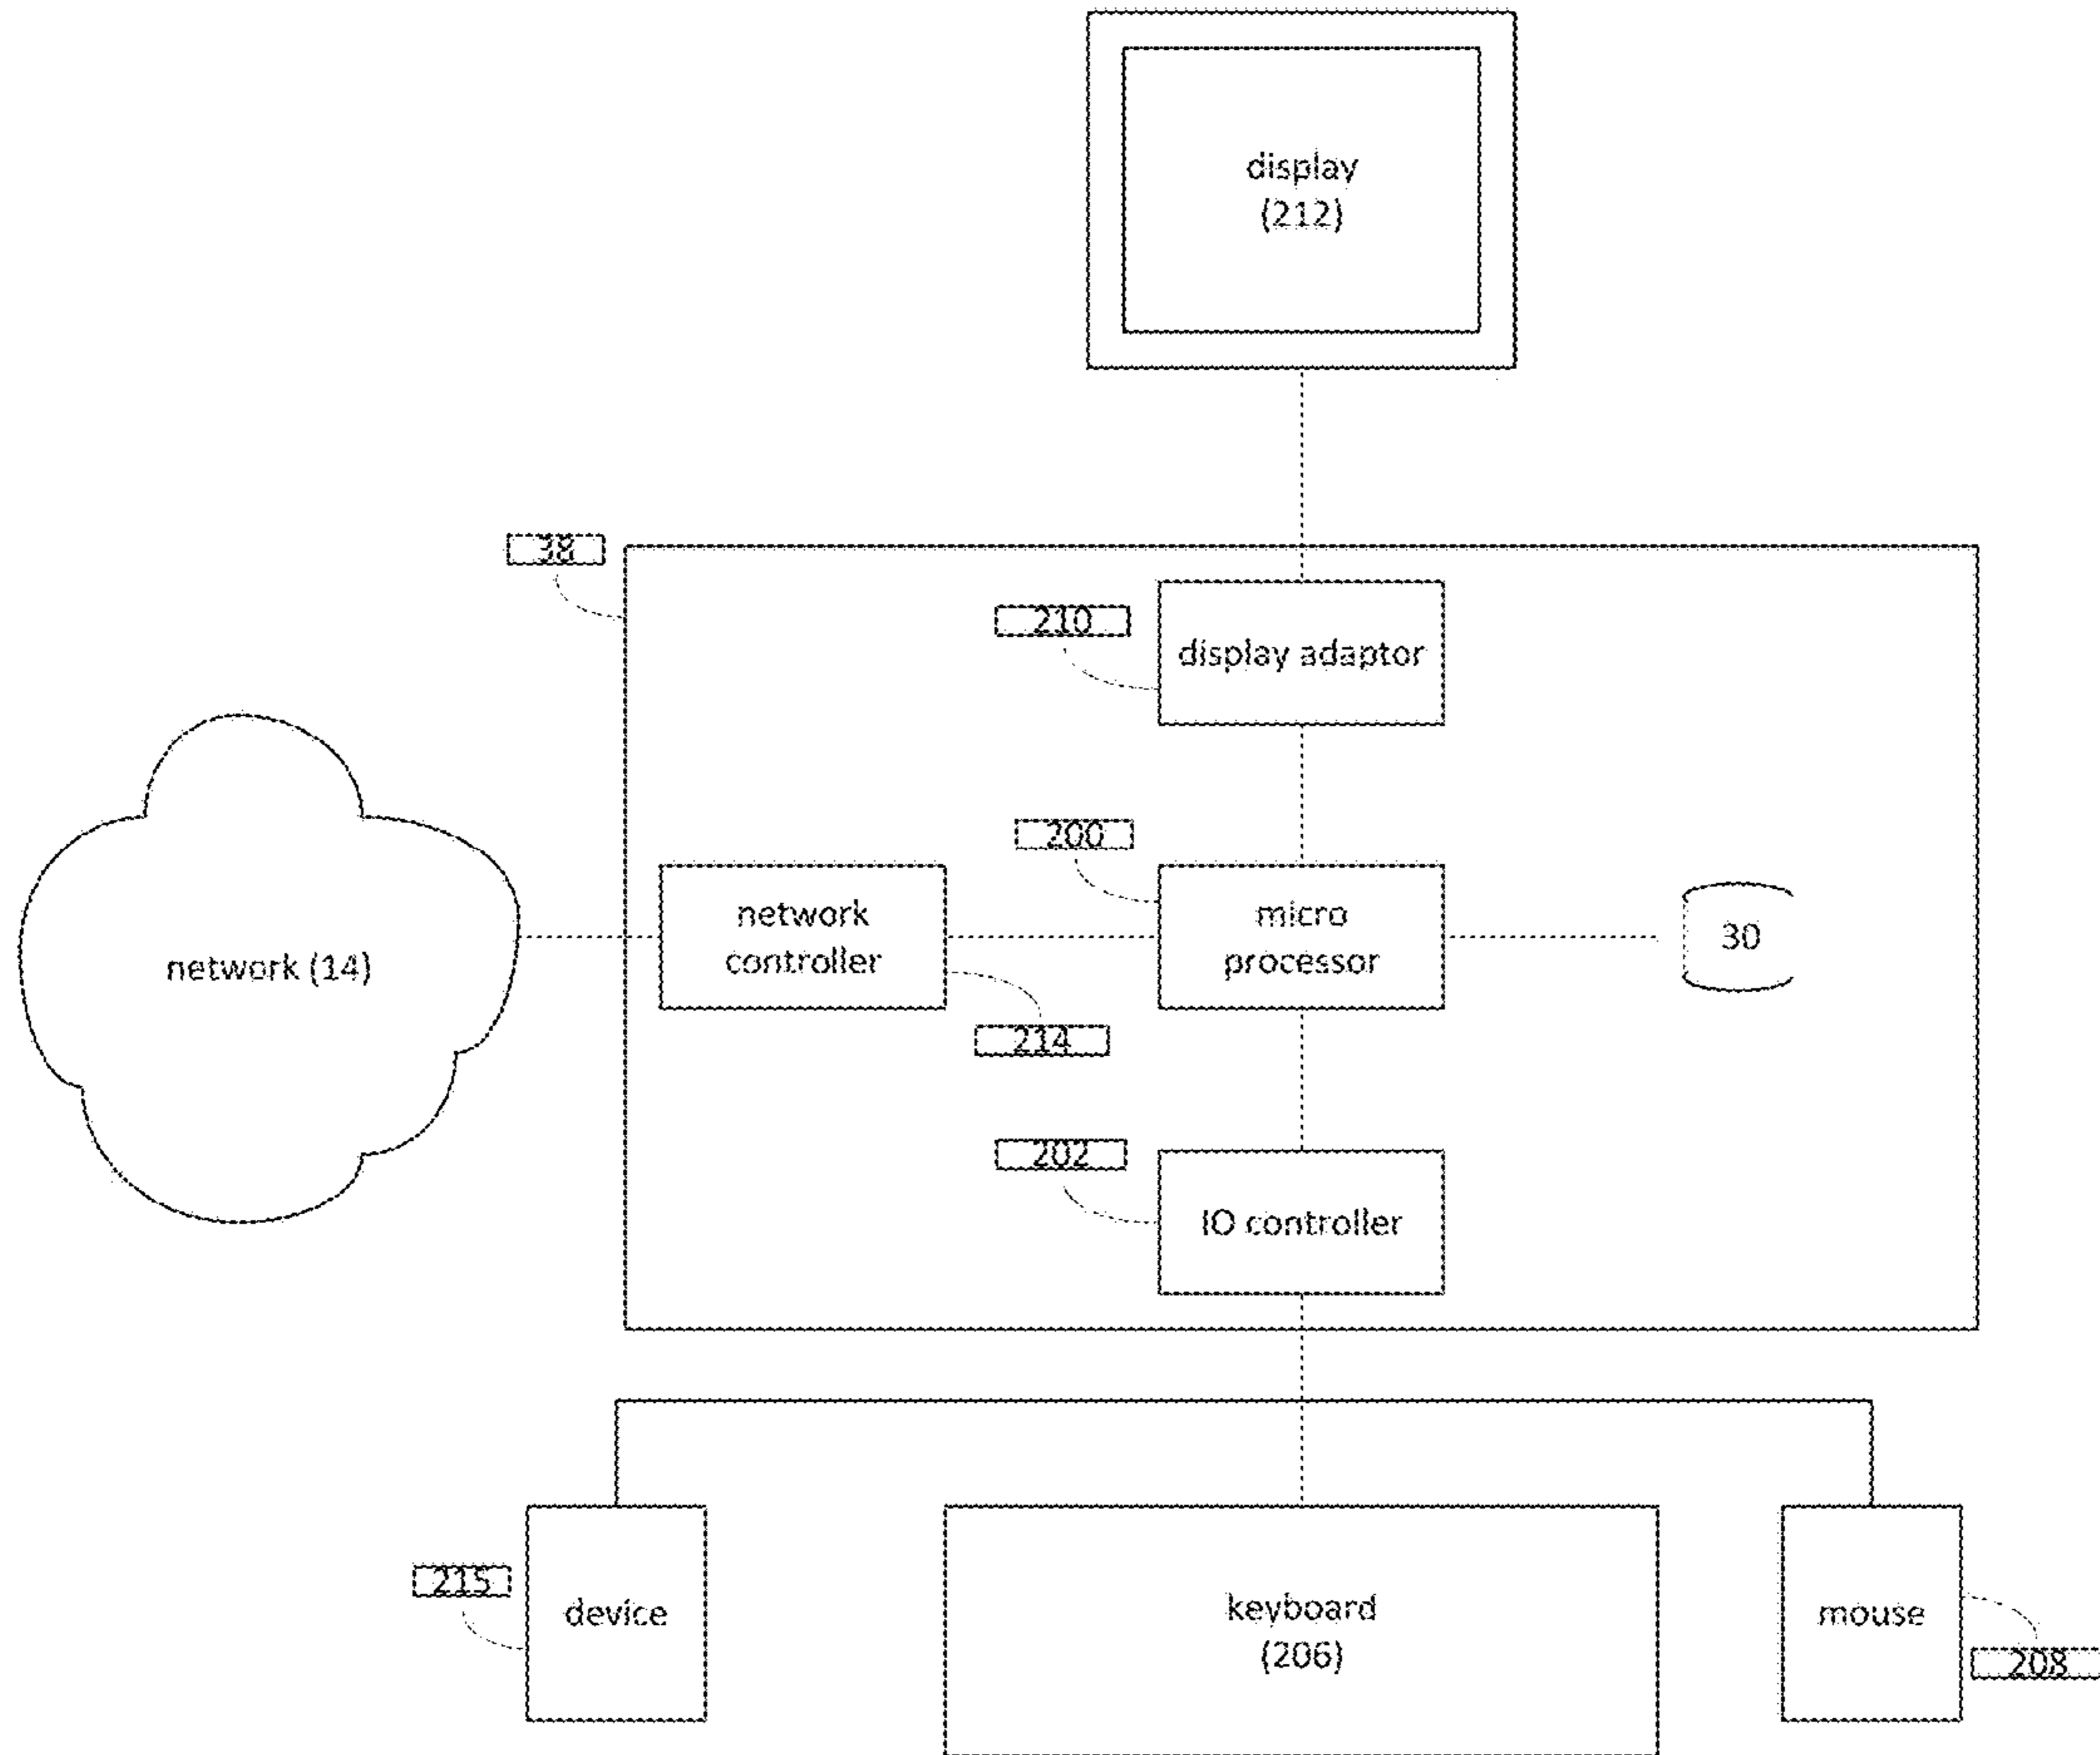 display
(212)
38
210
display adaptor
200
network
controller
micro
processor
30
network (14)
214
202
IO controller
215
device
keyboard
(206)
mouse
208